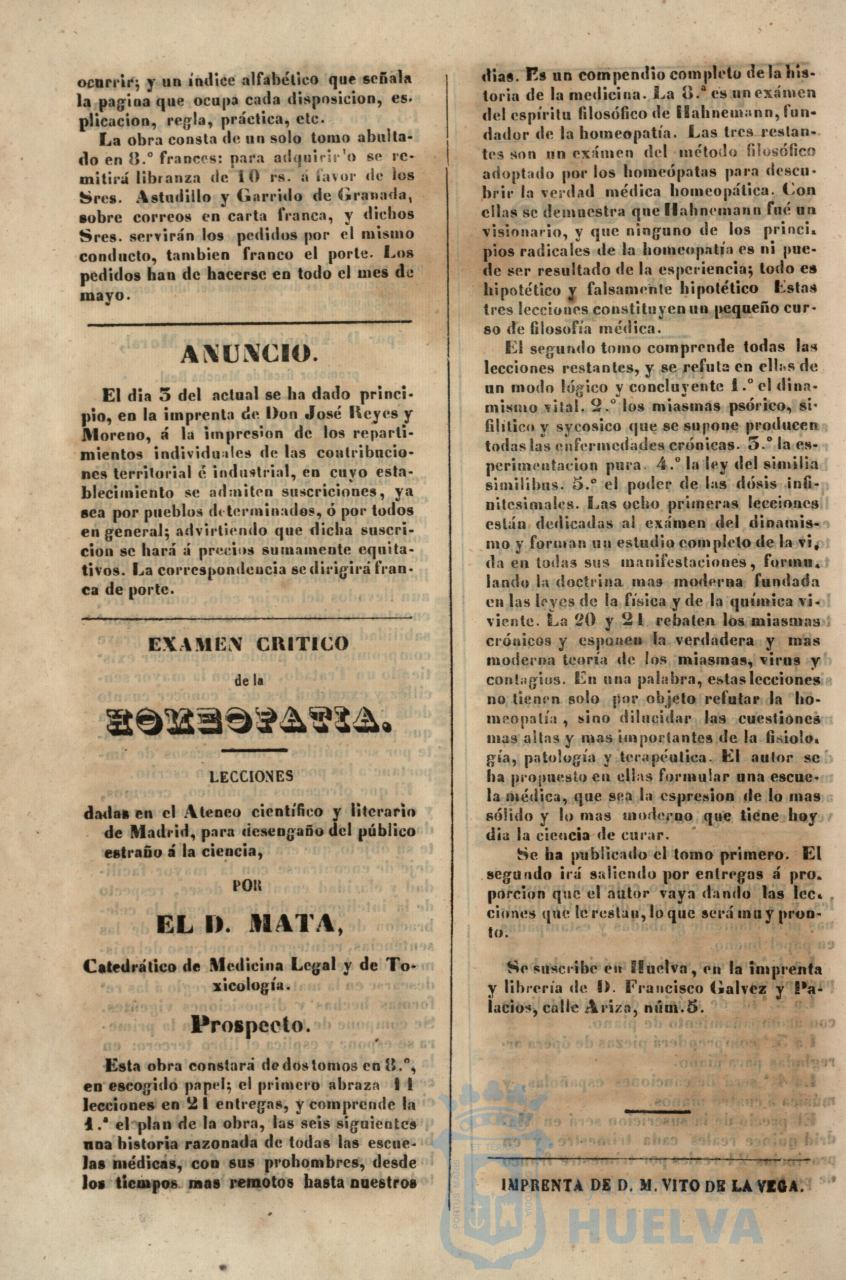 ocurrir; y un índice alfabético que señala
la pagina que ocupa cada disposicion, es-
plicacion, regla, práctica, etc.
La obra consta de un solo tomo abulta-
do en 8.º frances: para adquirir'o se re-
mitirá libranza de 10 rs. á favor de los
Sres. Astudillo y Garrido de Granada,
sobre correos en carta franca, y dichos
Sres. servirán los pedidos por el mismo
conducto, tambien franco el porte. Los
pedidos han de hacerse en todo el mes de
mayo.
ANUNCIO.
El dia 3 del actual se ha dado princi-
pio, en la imprenta de Don José Reyes y
Moreno, á la impresion de los reparti-
mientos individuales de las contribucio-
nes territorial é industrial, en cuyo esta-
blecimiento se admiten suscriciones, ya
sea por pueblos determinados, ó por todos
en general; advirtiendo que dicha suscri-
cion se hará á precios sumamente equita-
tivos. La correspondencia se dirigirá fran-
ca de porte.
EXAMEN CRITICO
de la
HOMEOPATIA.
LECCIONES
dadas en el Ateneo científico y literario
de Madrid, para desengaño del público
estraño á la ciencia,
POR
EL D. MATA,
Catedrático de Medicina Legal y de To-
xicología.
Prospecto.
Esta obra constará de dos tomos en 8.º,
en escogido papel; el primero abraza 11
lecciones en 21 entregas, y comprende la
1.ª el plan de la obra, las seis siguientes
una historia razonada de todas las escue-
las médicas, con sus prohombres, desde
los tiempos mas remotos hasta nuestros
dias. Es un compendio completo de la his-
toria de la medicina. La 8.ª es un exámen
del espíritu filosófico de Hahnemann, fun-
dador de la homeopatía. Las tres restan-
tes son un exámen del método filosófico
adoptado por los homeópatas para descu-
brir la verdad médica homeopática. Con
ellas se demuestra que Hahnemann fué un
visionario, y que ninguno de los princi-
pios radicales de la homeopatía es ni pue-
de ser resultado de la esperiencia; todo es
hipotético y falsamente hipotético Estas
tres lecciones constituyen un pequeño cur-
so de filosofía médica.
El segundo tomo comprende todas las
lecciones restantes, y se refuta en ellas de
un modo lógico y concluyente 1.º el dina-
mismo vital. 2.º los miasmas psórico, si-
filítico y sycosico que se supone producen
todas las enfermedades crónicas. 3.º la es-
perimentacion pura. 4.º la ley del similia
similibus. 5.º el poder de las dósis infi-
nitesimales. Las ocho primeras lecciones
están dedicadas al exámen del dinamis-
mo y forman un estudio completo de la vi-
da en todas sus manifestaciones, formu-
lando la doctrina mas moderna fundada
en las leyes de la física y de la química vi-
viente. La 20 y 21 rebaten los miasmas
crónicos y esponen la verdadera y mas
moderna teoria de los miasmas, virus y
contagios. En una palabra, estas lecciones
no tienen solo por objeto refutar la ho-
meopatía, sino dilucidar las cuestiones
mas altas y mas importantes de la fisiolo-
gía, patología y terapéutica. El autor se
ha propuesto en ellas formular una escue-
la médica, que sea la espresion de lo mas
sólido y lo mas moderno que tiene hoy
dia la ciencia de curar.
Se ha publicado el tomo primero. El
segundo irá saliendo por entregas á pro-
porcion que el autor vaya dando las lec-
ciones que le restan, lo que será muy pron-
to.
Se suscribe en Huelva, en la imprenta
y librería de D. Francisco Galvez y Pa-
lacios, calle Ariza, núm. 5.
IMPRENTA DE D. M. VITO DE LA VEGA.
HUELVA